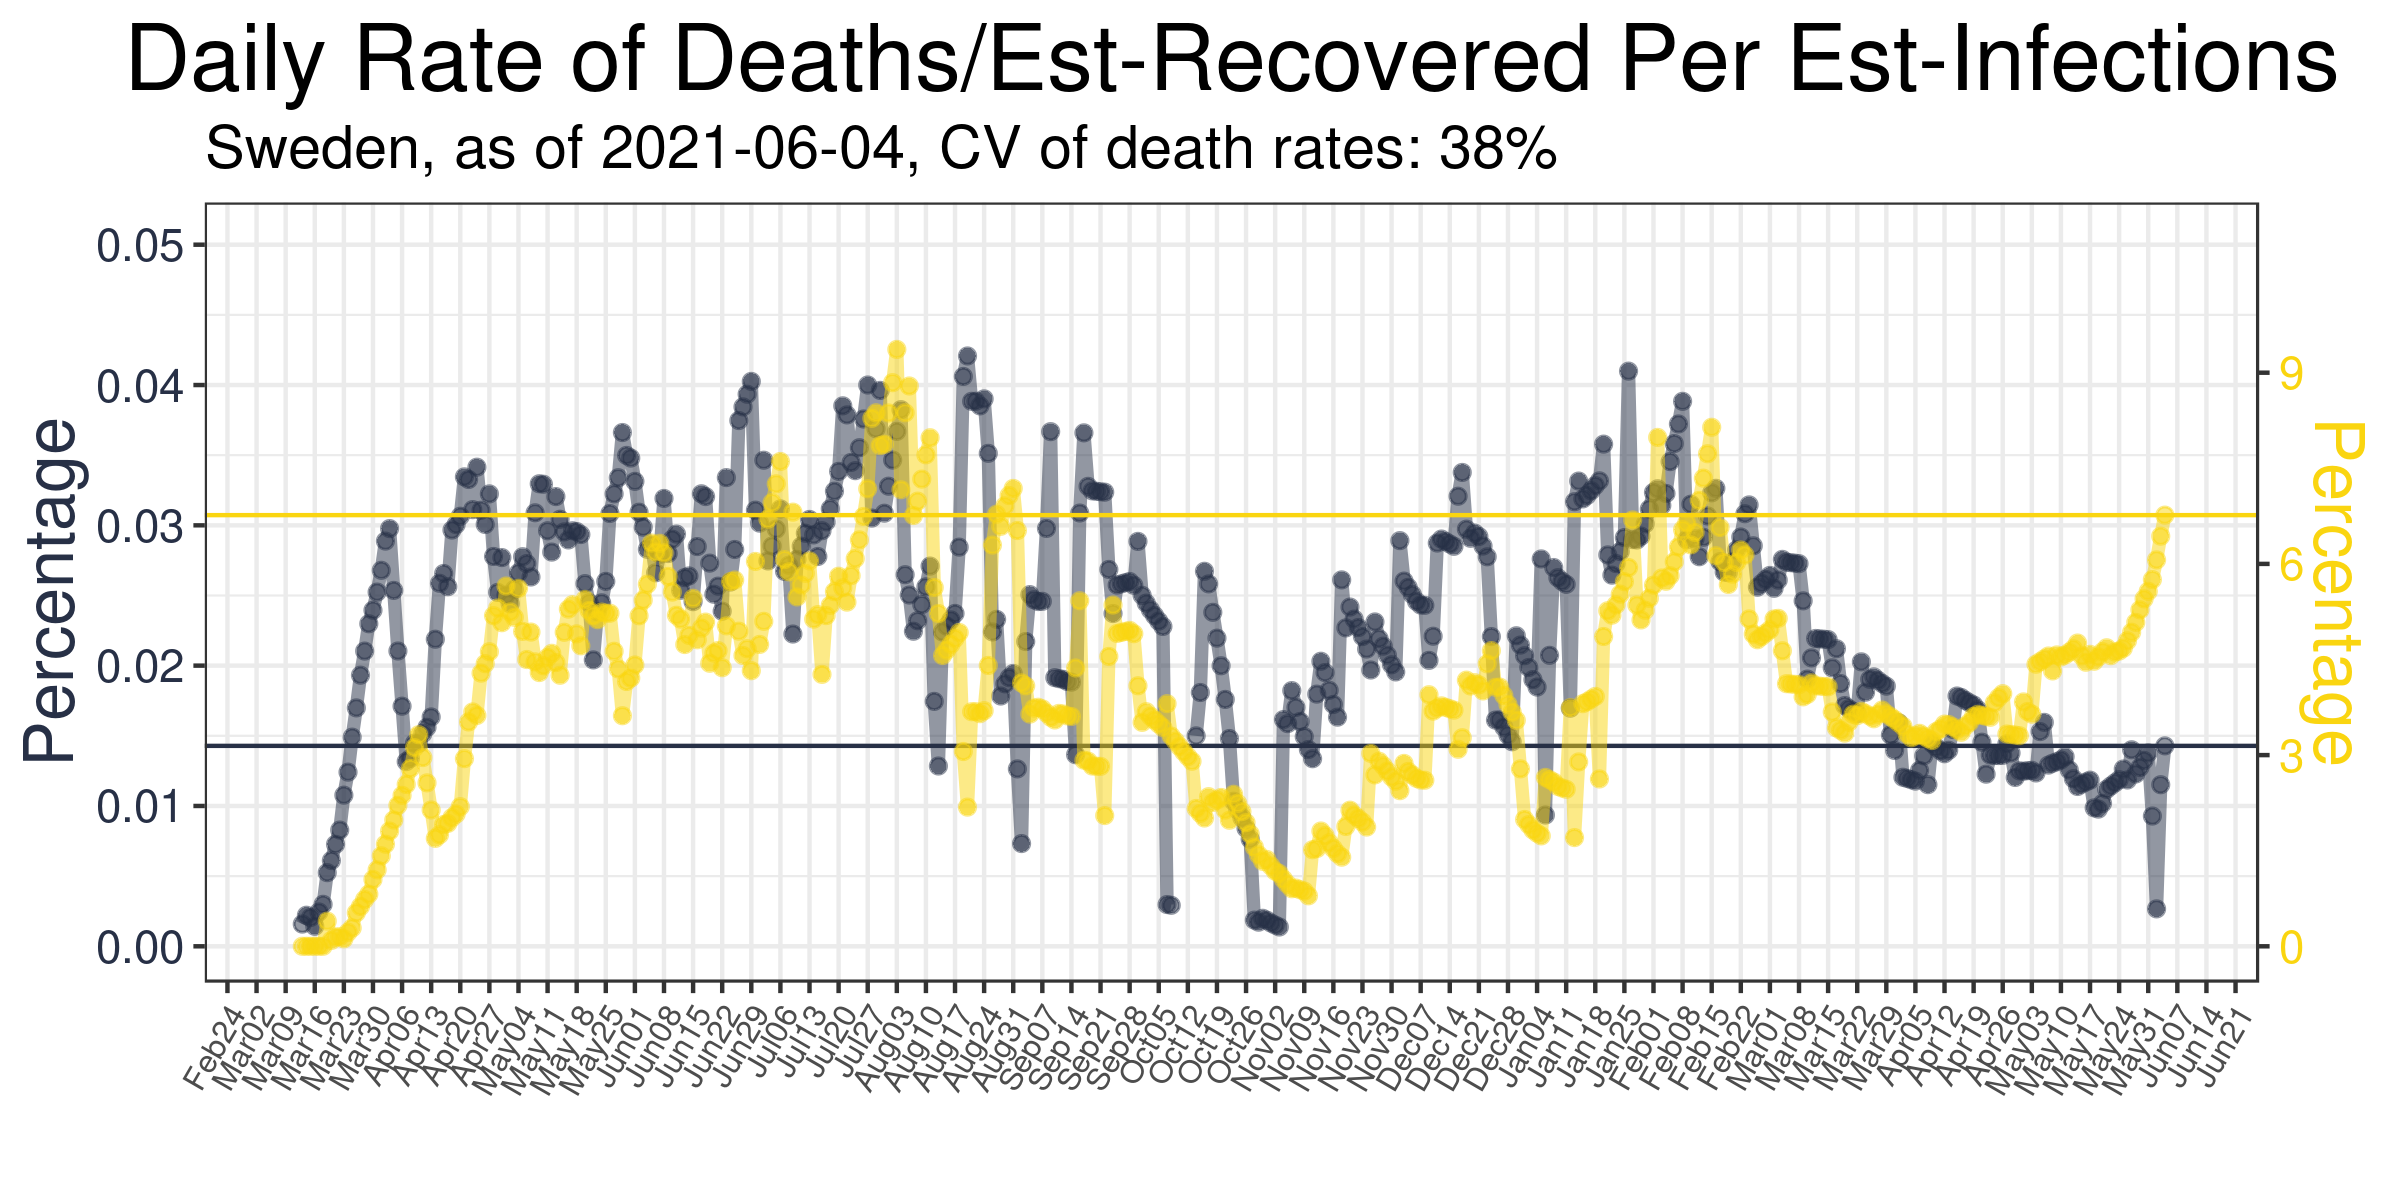 Daily Rate of Deaths/Est-Recovered Per Est-Infections
Sweden, as of 2021-06-04, CV of death rates: 38%
Percentage
0.05
0.04
0.03
0.02
0.01
0.00
9
6
3
0
Percentage
Feb24
Mar02
Mar09
Mar16
Mar23
Mar30
Apr06
Apr13
Apr20
Apr27
May04
May11
May18
May25
Jun01
Jun08
Jun15
Jun22
Jun29
Jul06
Jul13
Jul20
Jul27
Aug03
Aug10
Aug17
Aug24
Aug31
Sep07
Sep14
Sep21
Sep28
Oct05
Oct12
Oct19
Oct26
Nov02
Nov09
Nov16
Nov23
Nov30
Dec07
Dec14
Dec21
Dec28
Jan04
Jan11
Jan18
Jan25
Feb01
Feb08
Feb15
Feb22
Mar01
Mar08
Mar15
Mar22
Mar29
Apr05
Apr12
Apr19
Apr26
May03
May10
May17
May24
May31
Jun07
Jun14
Jun21